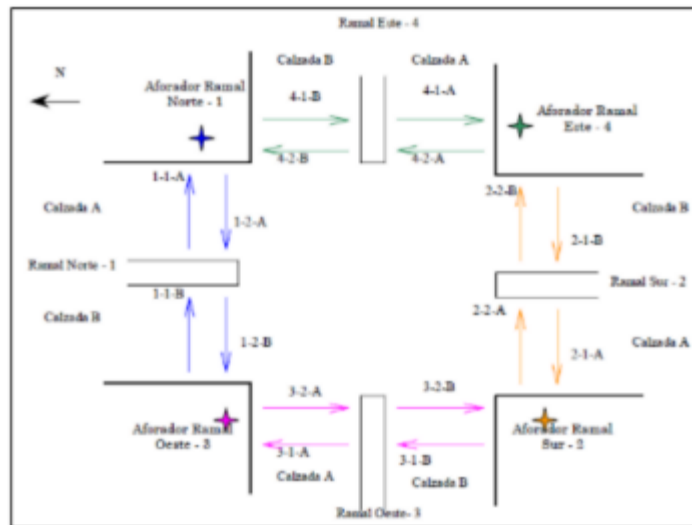 Ramal Este - 4
N
Calzada B
Calzada A
Aforador Ramal
Norte - 1
4-1-B
4-1-A
Aforador Ramal
Este - 4
4-2-B
4-2-A
1-1-A
2-2-B
Calzada A
Calzada B
1-2-A
2-1-B
Ramal Norte - 1
Ramal Sur - 2
1-1-B
2-2-A
Calzada B
1-2-B
Calzada A
2-1-A
3-2-A
3-2-B
Aforador Ramal
Oeste - 3
Aforador Ramal
Sur - 2
3-1-A
3-1-B
Calzada A
Calzada B
Ramal Oeste- 3